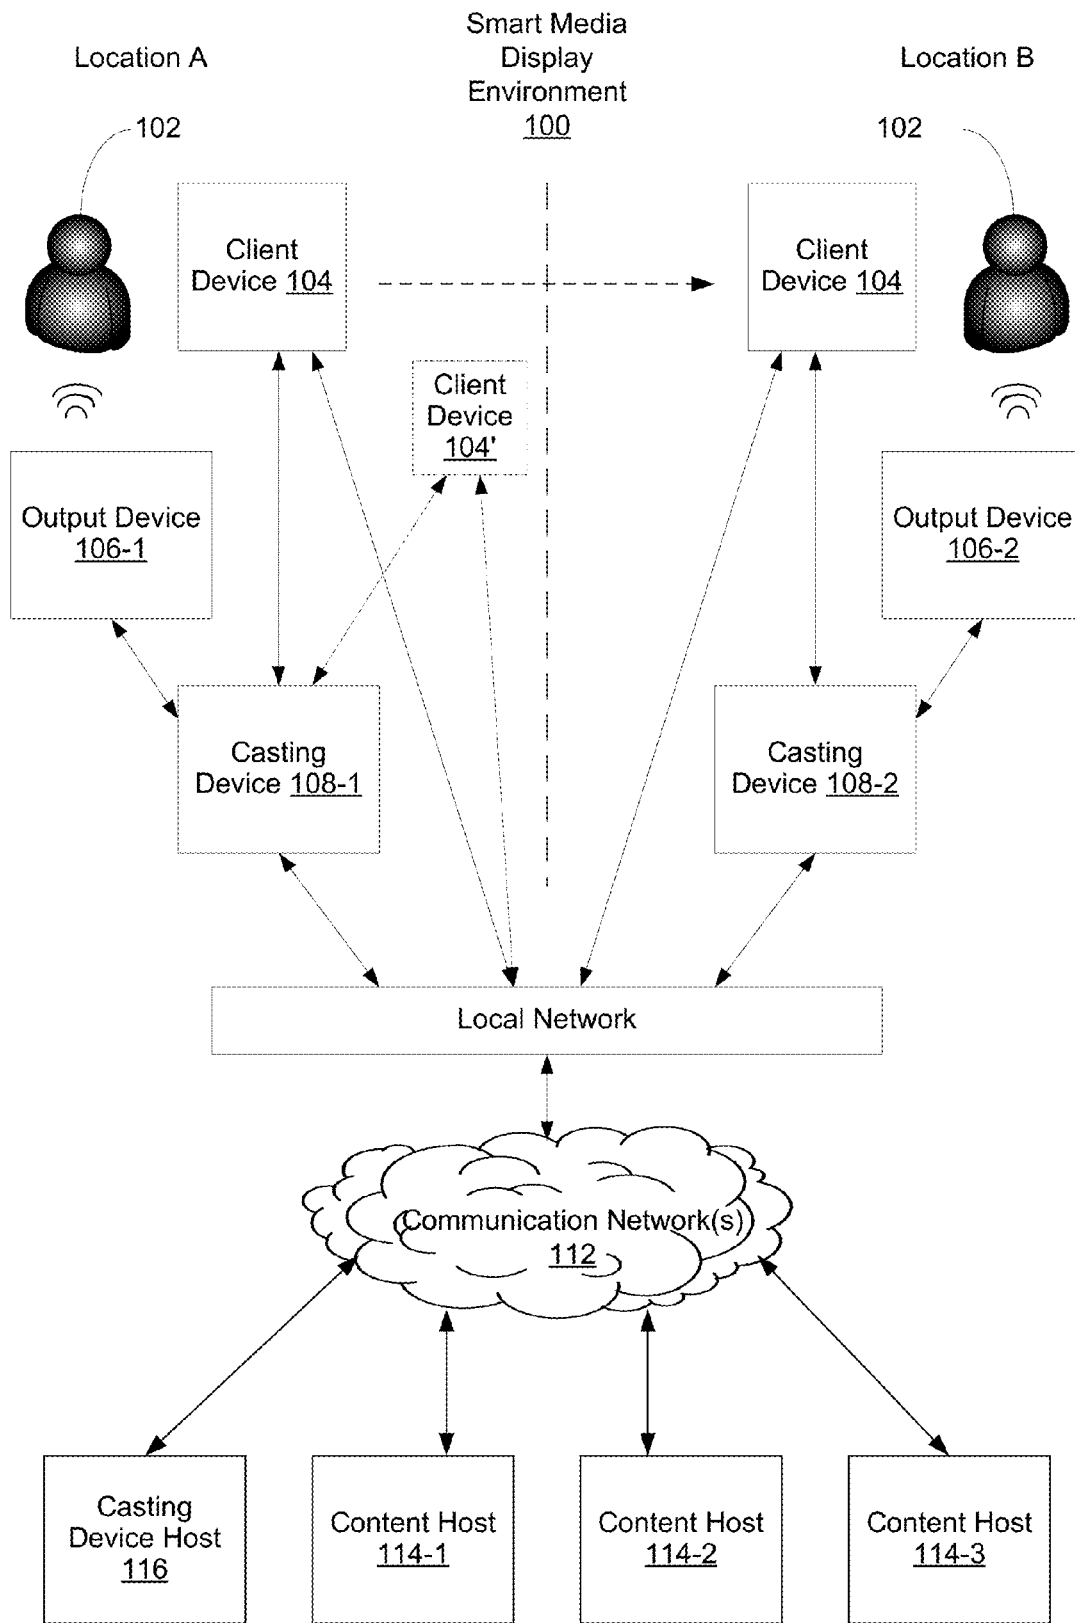 Smart Media
Display
Environment
100
Location A
Location B
102
102
Client
Device 104
Client
Device 104
Client
Device
104'
Output Device
106-1
Output Device
106-2
Casting
Device 108-1
Casting
Device 108-2
Local Network
Communication Network(s)
112
Casting
Device Host
116
Content Host
114-1
Content Host
114-2
Content Host
114-3